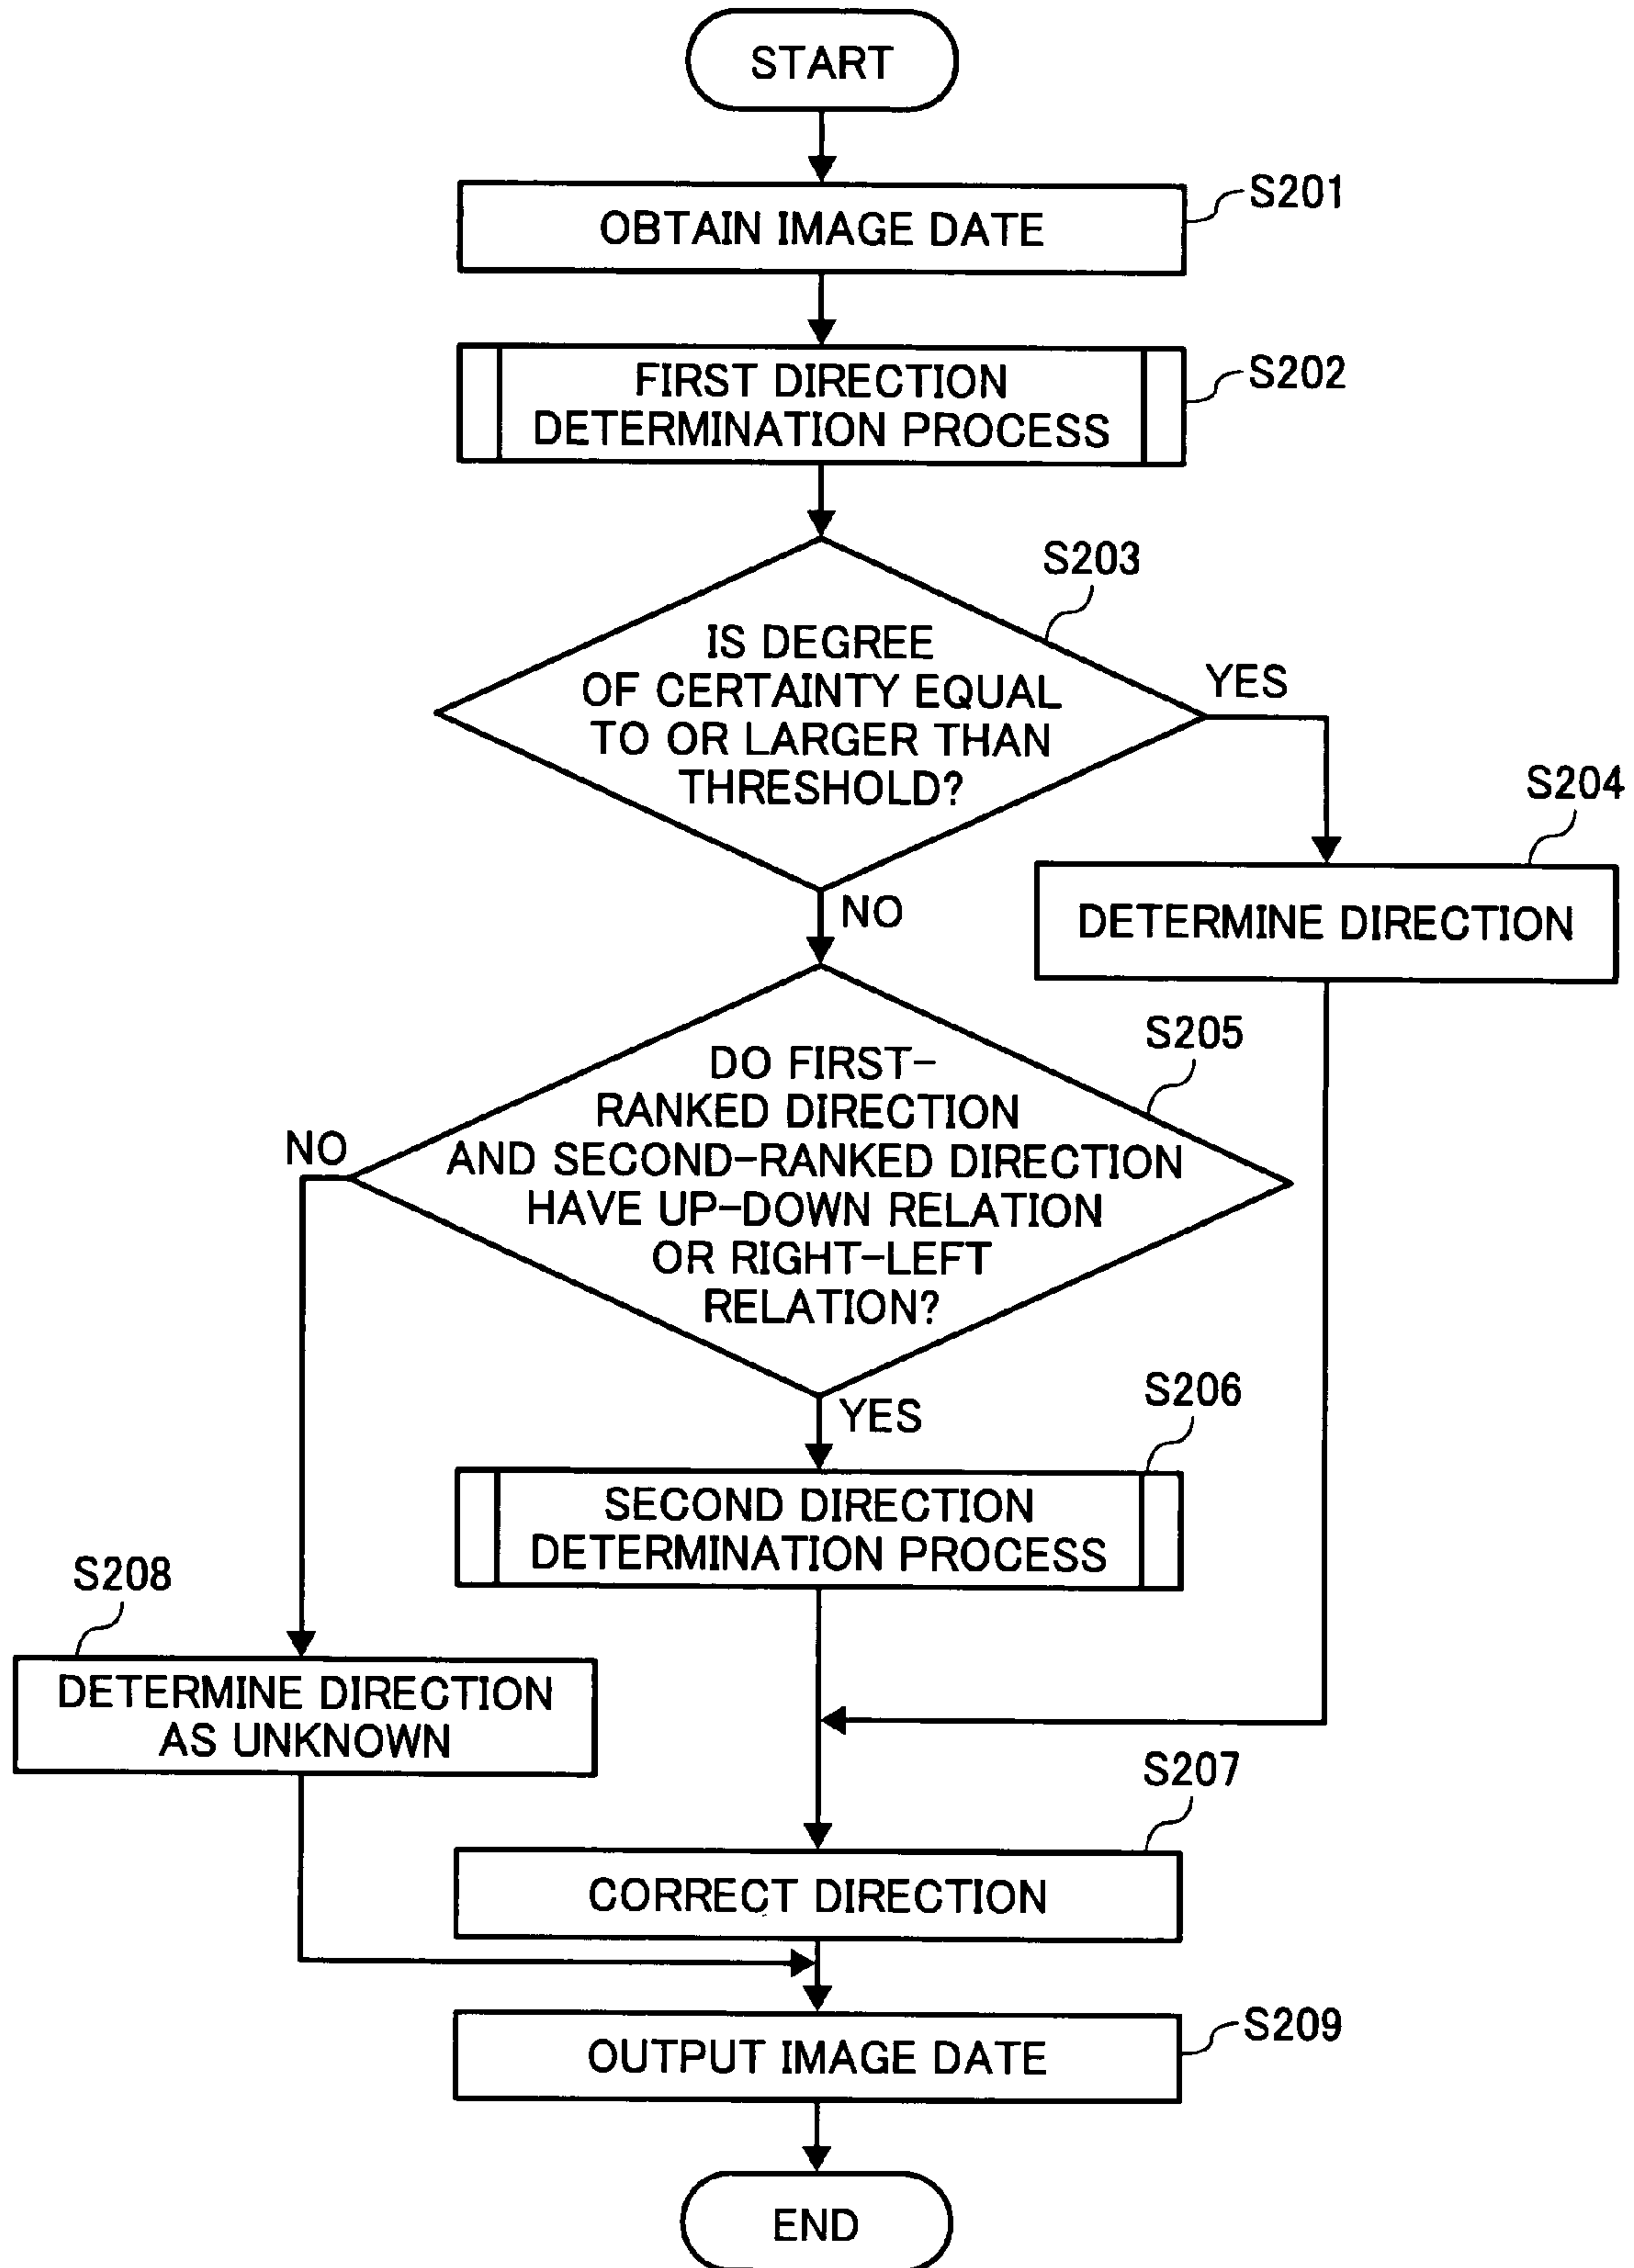 START
OBTAIN IMAGE DATE
S201
FIRST DIRECTION
DETERMINATION PROCESS
S202
S203
IS DEGREE
OF CERTAINTY EQUAL
TO OR LARGER THAN
THRESHOLD?
YES
NO
S204
DETERMINE DIRECTION
S205
DO FIRST-
RANKED DIRECTION
AND SECOND-RANKED DIRECTION
HAVE UP-DOWN RELATION
OR RIGHT-LEFT
RELATION?
NO
YES
S206
SECOND DIRECTION
DETERMINATION PROCESS
S208
DETERMINE DIRECTION
AS UNKNOWN
S207
CORRECT DIRECTION
OUTPUT IMAGE DATE
S209
END